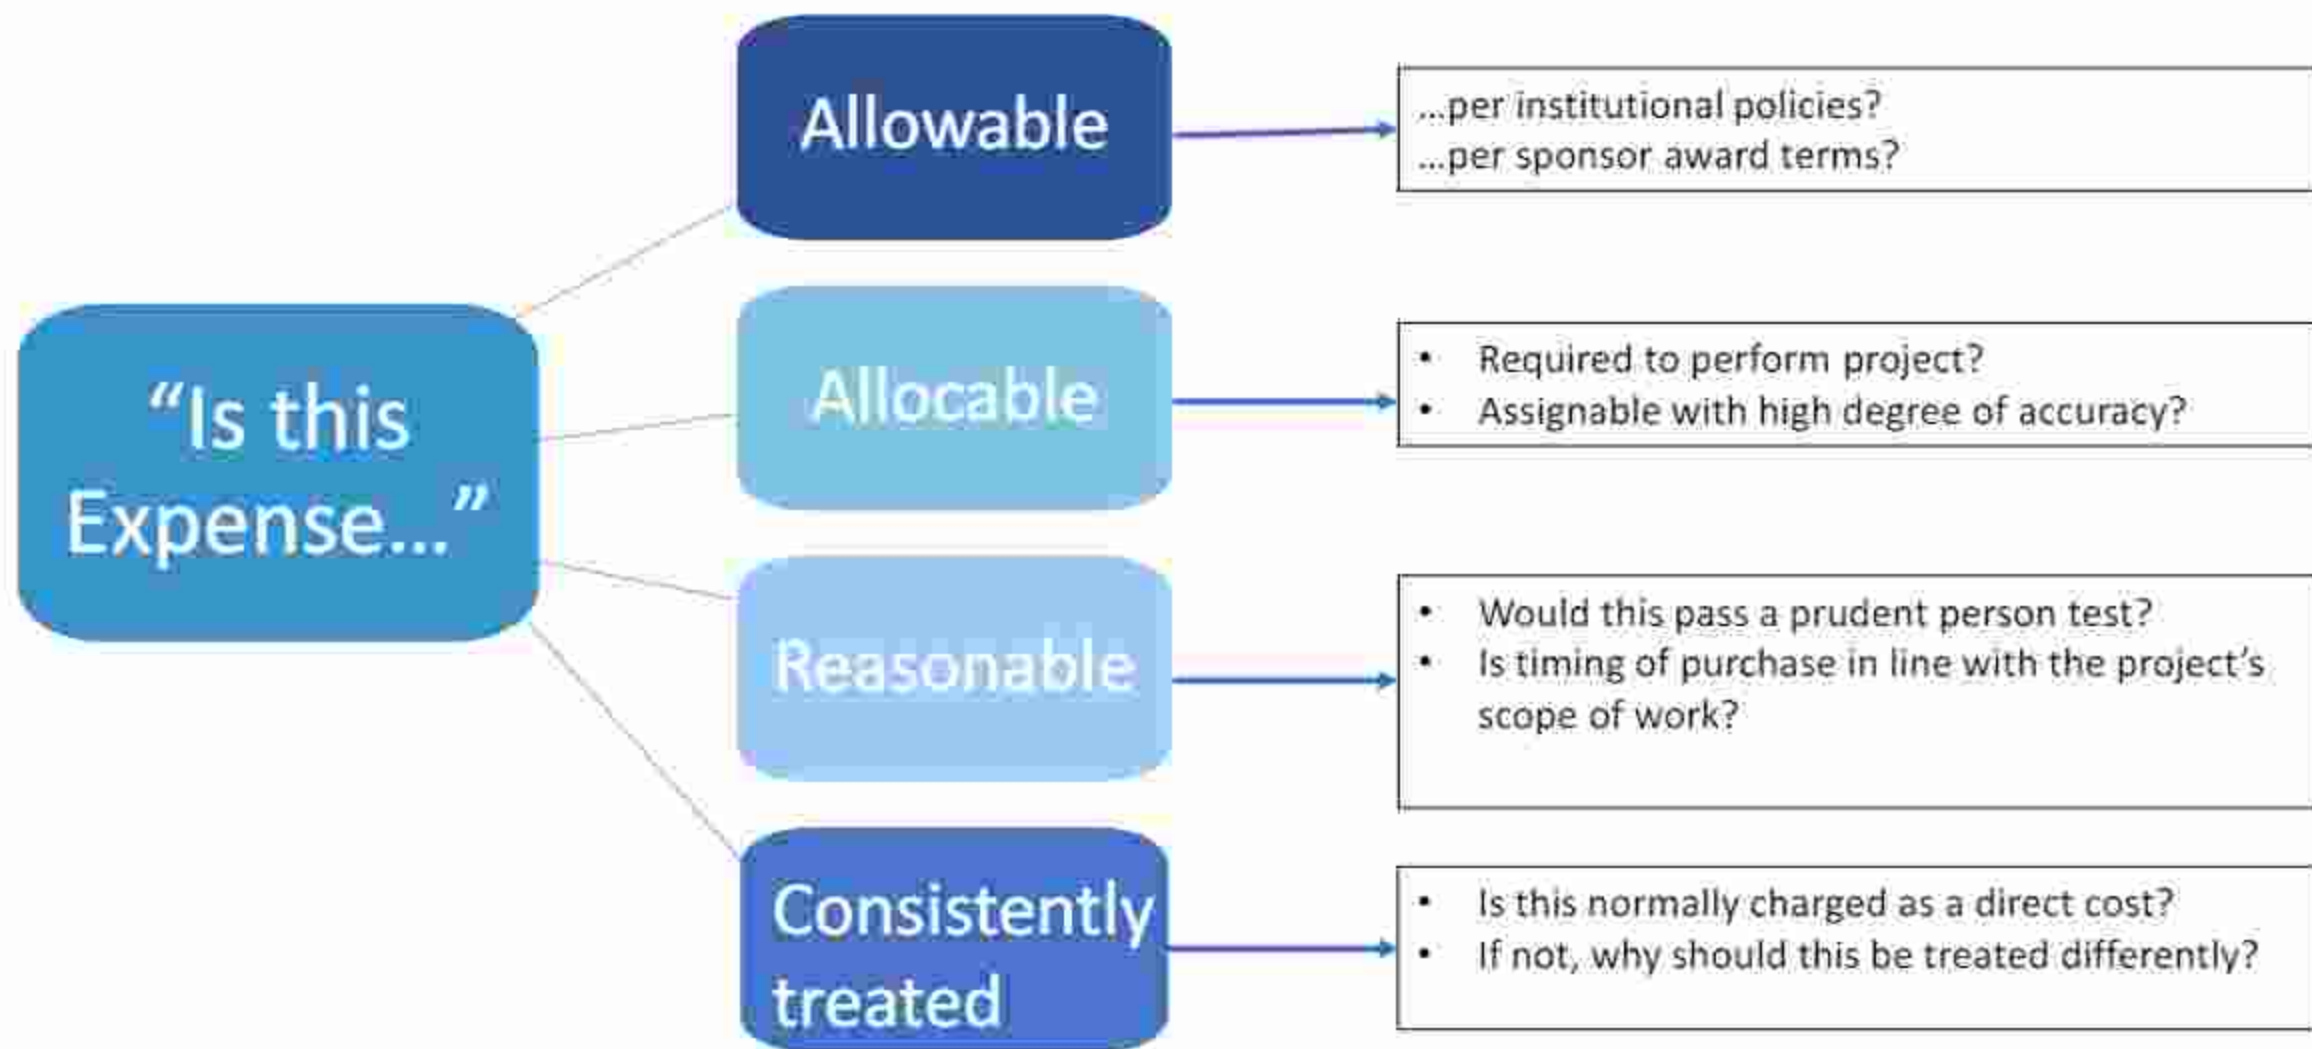 “Is this
Expense...”
Allowable
...per institutional policies?
...per sponsor award terms?
Allocable
• Required to perform project?
• Assignable with high degree of accuracy?
Reasonable
• Would this pass a prudent person test?
• Is timing of purchase in line with the project’s
scope of work?
Consistently
treated
• Is this normally charged as a direct cost?
• If not, why should this be treated differently?